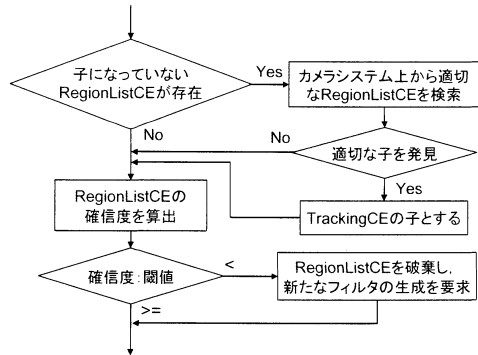 子になっていない
RegionListCEが存在
Yes
カメラシステム上から適切
なRegionListCEを検索
No
No
適切な子を発見
Yes
RegionListCEの
確信度を算出
TrackingCEの子とする
確信度:閾値
<
RegionListCEを破棄し,
新たなフィルタの生成を要求
>=